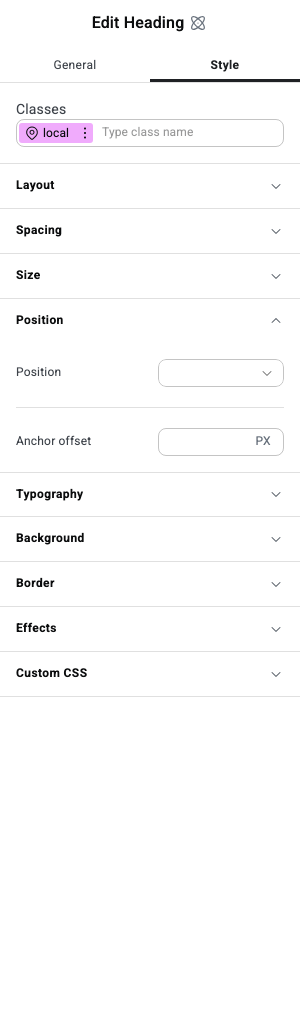 Edit Heading
General
Style
Classes
local
Type class name
Layout
Spacing
Size
Position
Position
Anchor offset
PX
Typography
Background
Border
Effects
Custom CSS